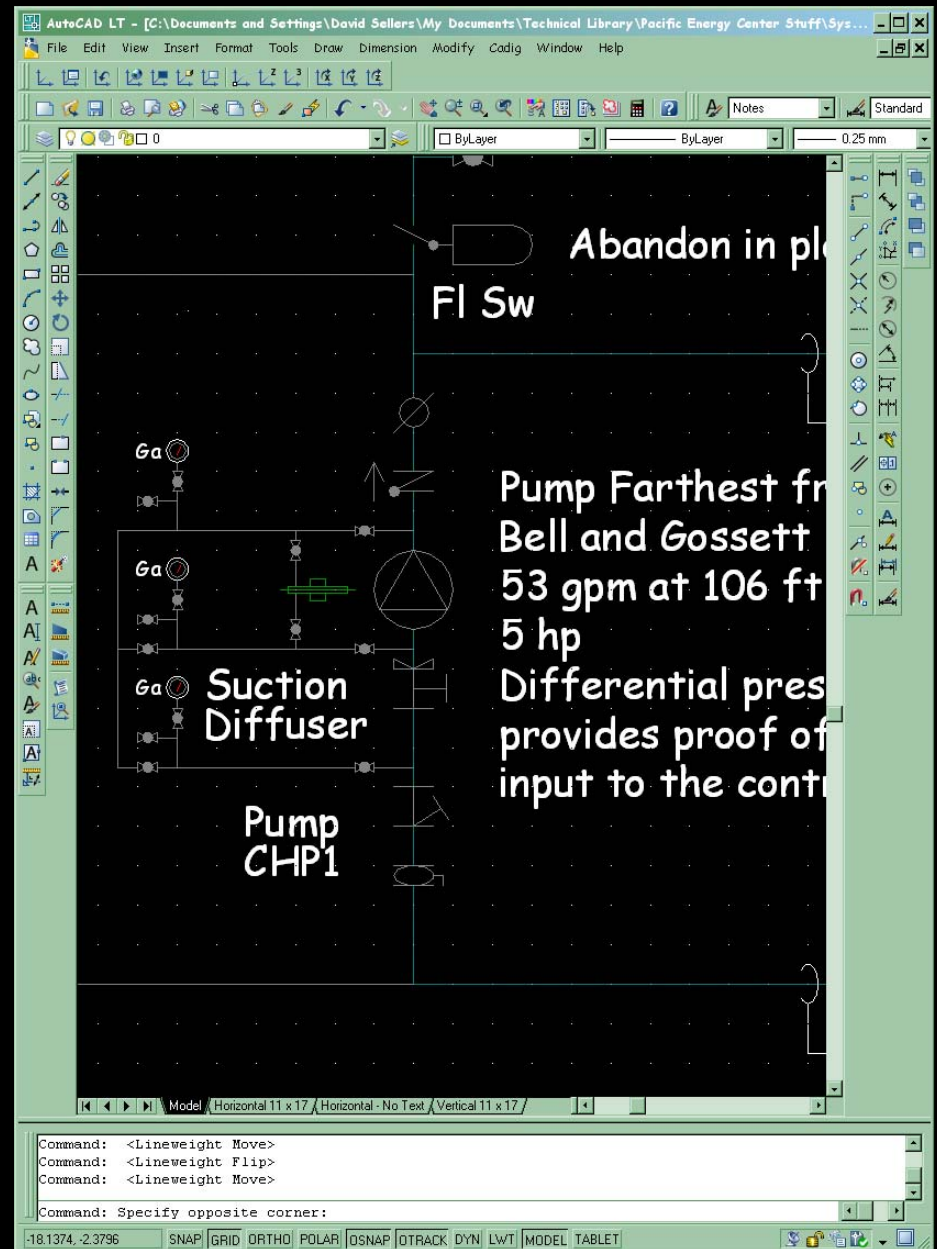 AutoCAD LT - [C:\Documents and Settings\David Sellers\My Documents\Technical Library\Pacific Energy Center Stuff\Sys...
File Edit View Insert Format Tools Draw Dimension Modify Cadig Window Help
Notes
Standard
0
ByLayer
ByLayer
0.25 mm
Abandon in pl
Fl Sw
Ga
Pump Farthest fr
Bell and Gossett
53 gpm at 106 ft
5 hp
Differential pres
provides proof of
input to the contr
Ga
Ga
Suction
Diffuser
Pump
CHP1
Model Horizontal 11 x 17 Horizontal - No Text Vertical 11 x 17
Command: <Lineweight Move>
Command: <Lineweight Flip>
Command: <Lineweight Move>
Command: Specify opposite corner:
-18.1374, -2.3796 SNAP GRID ORTHO POLAR OSNAP OTRACK DYN LWT MODEL TABLET